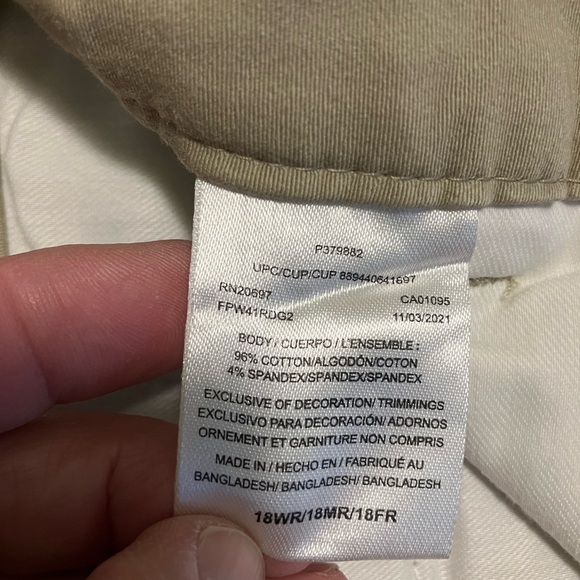 P379882
UPC/CUP/CUP 889440641697
RN20697 CA01095
FPW41RDG2 11/03/2021
BODY / CUERPO / L'ENSEMBLE :
96% COTTON/ALGODÓN/COTON
4% SPANDEX/SPANDEX/SPANDEX
EXCLUSIVE OF DECORATION/ TRIMMINGS
EXCLUSIVO PARA DECORACIÓN/ ADORNOS
ORNEMENT ET GARNITURE NON COMPRIS
MADE IN / HECHO EN / FABRIQUÉ AU
BANGLADESH/ BANGLADESH/ BANGLADESH
18WR/18MR/18FR